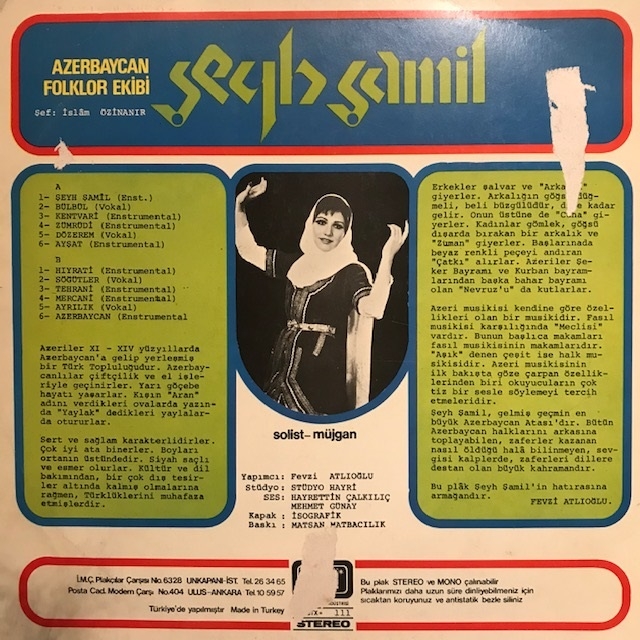 AZERBAYCAN
FOLKLOR EKİBİ
Şef: İslâm ÖZİNANIR
şeyh şamil
A
1- ŞEYH ŞAMİL (Enst.)
2- BÜLBÜL (Vokal)
3- KENTVARİ (Enstrumental)
4- ZÜMRÜDİ (Enstrumental)
5- DÖZEREM (Vokal)
6- AYŞAT (Enstrumental)
B
1- HIYRATİ (Enstrumental)
2- SÖĞÜTLER (Vokal)
3- TEHRANİ (Enstrumental)
4- MERCANİ (Enstrumental)
5- AYRILIK (Vokal)
6- AZERBAYCAN (Enstrumental)
Azeriler XI - XIV yüzyıllarda
Azerbaycan'a gelip yerleşmiş
bir Türk Topluluğudur. Azerbay-
canlılar çiftçilik ve el işle-
riyle geçinirler. Yarı göçebe
hayatı yaşarlar. Kışın "Aran"
adını verdikleri ovalarda yazın-
da "Yaylak" dedikleri yaylalar-
da otururlar.
Sert ve sağlam karakterlidirler.
Çok iyi ata binerler. Boyları
ortanın üstündedir. Siyah saç-
lı ve esmer olurlar. Kültür ve dil
bakımından, bir çok dış tesir-
ler altında kalmış olmalarına
rağmen, Türklüklerini muhafaza
etmişlerdir.
solist-müjgan
Yapımcı: Fevzi ATLIOĞLU
Stüdyo: STÜDYO HAYRİ
SES: HAYRETTİN ÇALKILIÇ
MEHMET GÜNAY
Kapak : İSOGRAFİK
Baskı : MATSAN MATBACILIK
Erkekler şalvar ve
giyerler. Arkalığın göğsü düğ-
meli, beli büzgülüdür, kadar
gelir. Onun üstüne de gi-
yerler. Kadınlar gömlek, göğsü
dışarda bırakan bir arkalık ve
"Zuman" giyerler. Başlarınada
beyaz renkli peçeyi andıran
"Çatkı" alırlar. Azeriler Şe-
ker Bayramı ve Kurban bayram-
larından başka bahar bayramı
olan "Nevruz'u" da kutlarlar.
Azeri musikisi kendine göre özel-
likleri olan bir musikidir. Fasıl
musikisi karşılığında "Meclisi"
vardır. Bunun başlıca makamları
fasıl musikisinin makamlarıdır.
"Aşık" denen çeşit ise halk mu-
sikisidir. Azeri musikisinin
ilk bakışta göze çarpan özellik-
lerinden biri okuyucuların çok
tiz bir sesle söylemeyi tercih
etmeleridir.
Şeyh Şamil, gelmiş geçmin en
büyük Azerbaycan Atası'dır. Bütün
Azerbaycan halklarını arkasına
toplayabilen, zaferler kazanan
nasıl öldüğü halâ bilinmeyen, sev-
gisi kalplerde, zaferleri dillere
destan olan büyük kahramandır.
Bu plâk Şeyh Şamil'in hatırasına
armağandır.
FEVZİ ATLIOĞLU.
İ.M.Ç. Plakçılar Çarşısı No.6328 UNKAPANI-İST. Tel. 26 34 65
Posta Cad. Modern Çarşı No.404 ULUS-ANKARA Tel. 10 59 57
Türkiye'de yapılmıştır Made in Turkey
111
STEREO
Bu plak STEREO ve MONO çalınabilir
Plaklarımızı daha uzun süre dinliyebilmeniz için
sıcaktan koruyunuz ve antistatik bezle siliniz